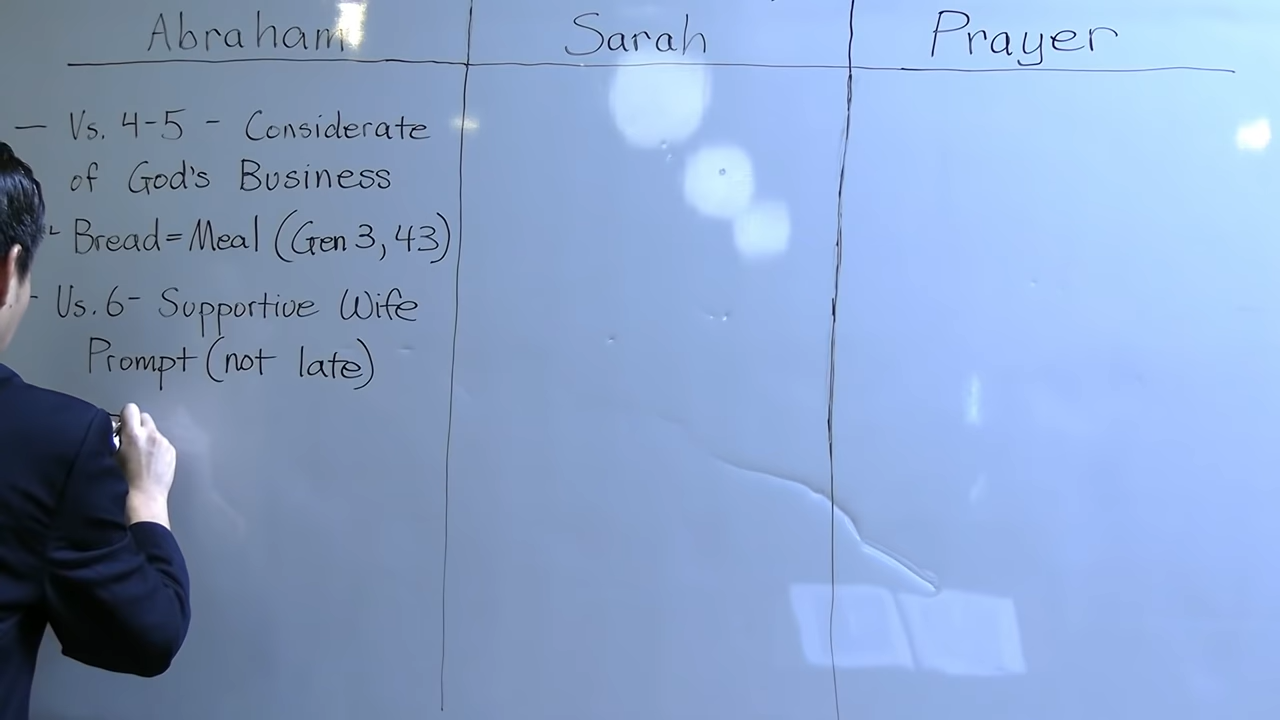 Abraham Sarah Prayer
— Vs. 4-5 - Considerate
of God's Business
Bread=Meal (Gen 3, 43)
- Vs. 6- Supportive Wife
Prompt (not late)